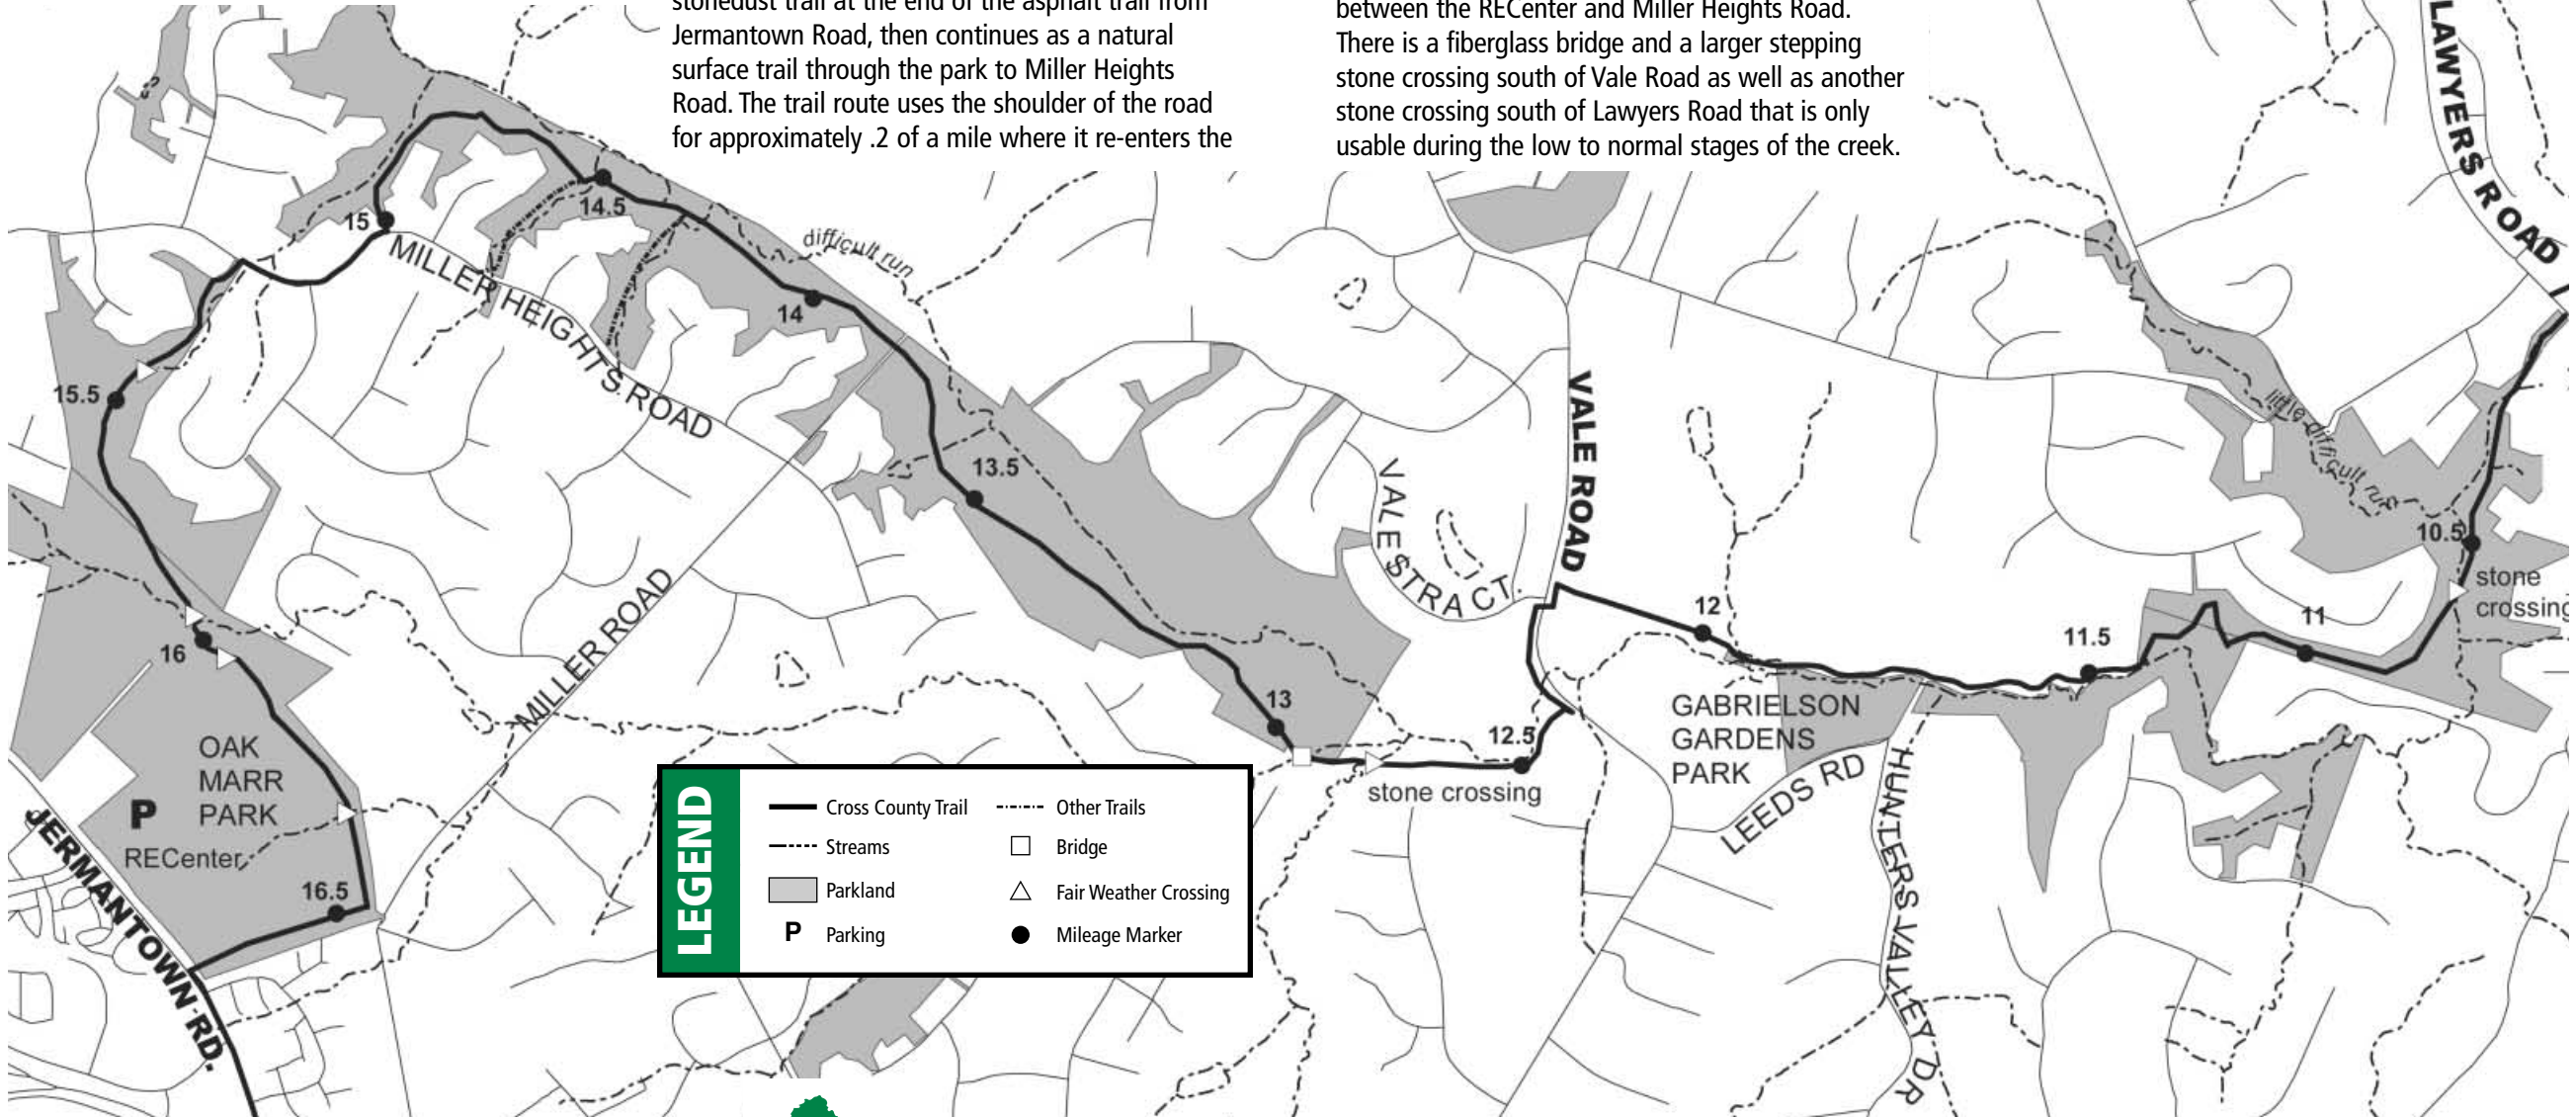 stonedust trail at the end of the asphalt trail from
Jermantown Road, then continues as a natural
surface trail through the park to Miller Heights
Road. The trail route uses the shoulder of the road
for approximately .2 of a mile where it re-enters the
between the RECenter and Miller Heights Road.
There is a fiberglass bridge and a larger stepping
stone crossing south of Vale Road as well as another
stone crossing south of Lawyers Road that is only
usable during the low to normal stages of the creek.
LAWYERS ROAD
15
14.5
difficult run
MILLER HEIGHTS ROAD
14
15.5
13.5
VALE ROAD
VALESTRA CT.
little difficult run
10.5
stone
crossing
12
11
11.5
MILLER ROAD
16
13
12.5
stone crossing
GABRIELSON
GARDENS
PARK
LEEDS RD
HUNTERS VALLEY DR
OAK
MARR
PARK
P
RECenter
16.5
JERMANTOWN RD.
LEGEND
Cross County Trail
Other Trails
Streams
Bridge
Parkland
Fair Weather Crossing
P Parking
Mileage Marker